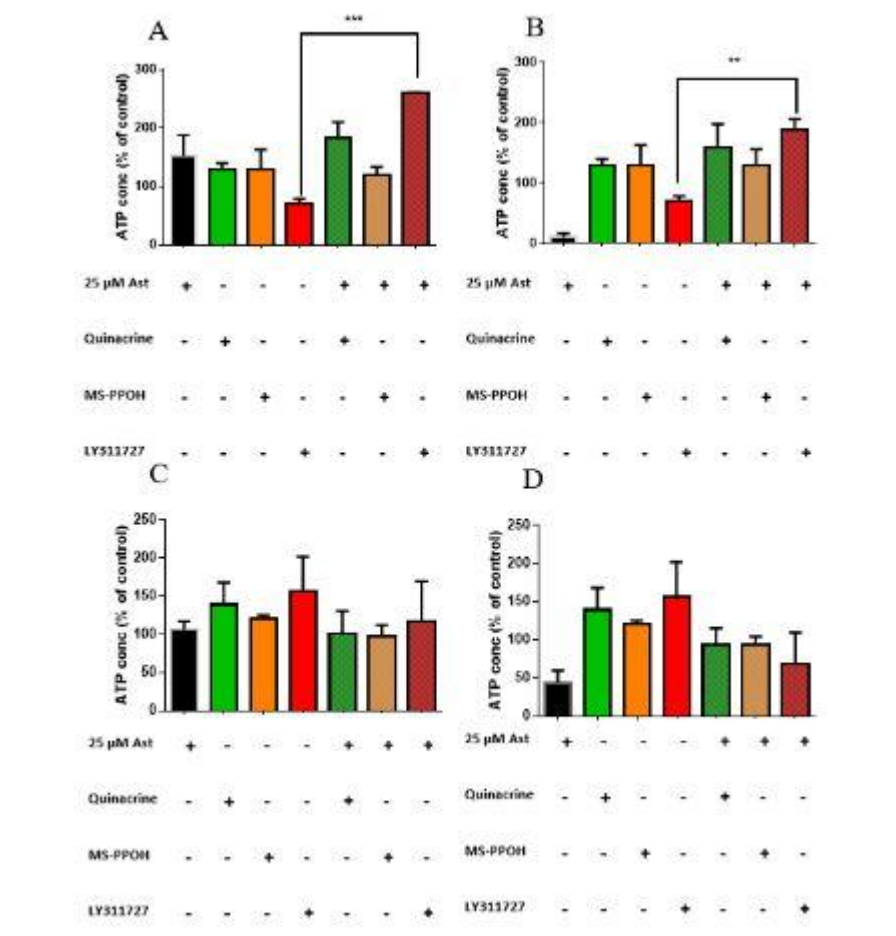 A
***
ATP conc (% of control)
300
200
100
0
25 µM Ast + - - - + + +
Quinacrine - + - - + - -
MS-PPOH - - + - - + -
LY311727 - - - + - - +
B
**
ATP conc (% of control)
300
200
100
0
25 µM Ast + - - - + + +
Quinacrine - + - - + - -
MS-PPOH - - + - - + -
LY311727 - - - + - - +
C
ATP conc (% of control)
250
200
150
100
50
0
25 µM Ast + - - - + + +
Quinacrine - + - - + - -
MS-PPOH - - + - - + -
LY311727 - - - + - - +
D
ATP conc (% of control)
250
200
150
100
50
0
25 µM Ast + - - - + + +
Quinacrine - + - - + - -
MS-PPOH - - + - - + -
LY311727 - - - + - - +